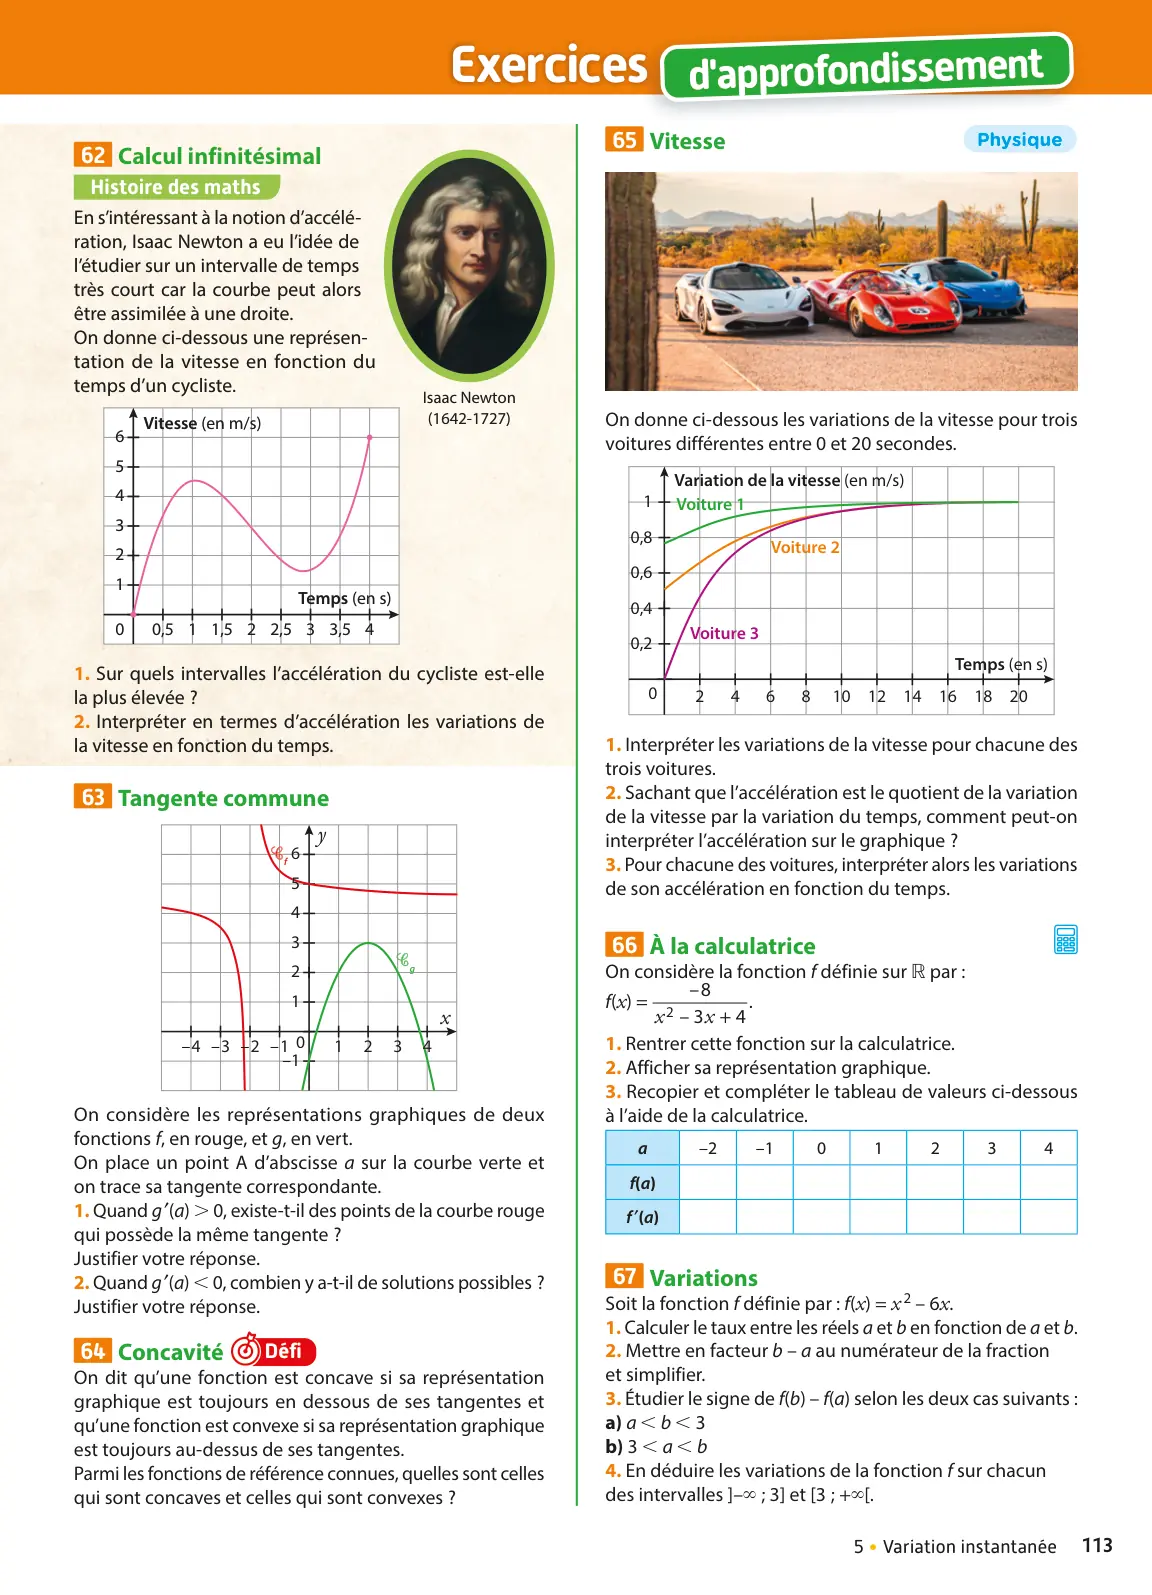 Exercices d'approfondissement
62 Calcul infinitésimal
Histoire des maths
En s'intéressant à la notion d'accélé-
ration, Isaac Newton a eu l'idée de
l'étudier sur un intervalle de temps
très court car la courbe peut alors
être assimilée à une droite.
On donne ci-dessous une représen-
tation de la vitesse en fonction du
temps d'un cycliste.
Isaac Newton
(1642-1727)
Vitesse (en m/s)
6
5
4
3
2
1
Temps (en s)
0 0,5 1 1,5 2 2,5 3 3,5 4
1. Sur quels intervalles l'accélération du cycliste est-elle
la plus élevée ?
2. Interpréter en termes d'accélération les variations de
la vitesse en fonction du temps.
63 Tangente commune
y
𝒞f
6
5
4
3
𝒞g
2
1
x
–4 –3 –2 –1 0 1 2 3 4
–1
On considère les représentations graphiques de deux
fonctions f, en rouge, et g, en vert.
On place un point A d'abscisse a sur la courbe verte et
on trace sa tangente correspondante.
1. Quand g′(a) > 0, existe-t-il des points de la courbe rouge
qui possède la même tangente ?
Justifier votre réponse.
2. Quand g′(a) < 0, combien y a-t-il de solutions possibles ?
Justifier votre réponse.
64 Concavité Défi
On dit qu'une fonction est concave si sa représentation
graphique est toujours en dessous de ses tangentes et
qu'une fonction est convexe si sa représentation graphique
est toujours au-dessus de ses tangentes.
Parmi les fonctions de référence connues, quelles sont celles
qui sont concaves et celles qui sont convexes ?
65 Vitesse Physique
On donne ci-dessous les variations de la vitesse pour trois
voitures différentes entre 0 et 20 secondes.
Variation de la vitesse (en m/s)
1 Voiture 1
0,8
Voiture 2
0,6
0,4
Voiture 3
0,2
Temps (en s)
0 2 4 6 8 10 12 14 16 18 20
1. Interpréter les variations de la vitesse pour chacune des
trois voitures.
2. Sachant que l'accélération est le quotient de la variation
de la vitesse par la variation du temps, comment peut-on
interpréter l'accélération sur le graphique ?
3. Pour chacune des voitures, interpréter alors les variations
de son accélération en fonction du temps.
66 À la calculatrice
On considère la fonction f définie sur ℝ par :
f(x) = –8 / x² – 3x + 4.
1. Rentrer cette fonction sur la calculatrice.
2. Afficher sa représentation graphique.
3. Recopier et compléter le tableau de valeurs ci-dessous
à l'aide de la calculatrice.
a –2 –1 0 1 2 3 4
f(a)
f′(a)
67 Variations
Soit la fonction f définie par : f(x) = x² – 6x.
1. Calculer le taux entre les réels a et b en fonction de a et b.
2. Mettre en facteur b – a au numérateur de la fraction
et simplifier.
3. Étudier le signe de f(b) – f(a) selon les deux cas suivants :
a) a < b < 3
b) 3 < a < b
4. En déduire les variations de la fonction f sur chacun
des intervalles ]–∞ ; 3] et [3 ; +∞[.
5 • Variation instantanée 113